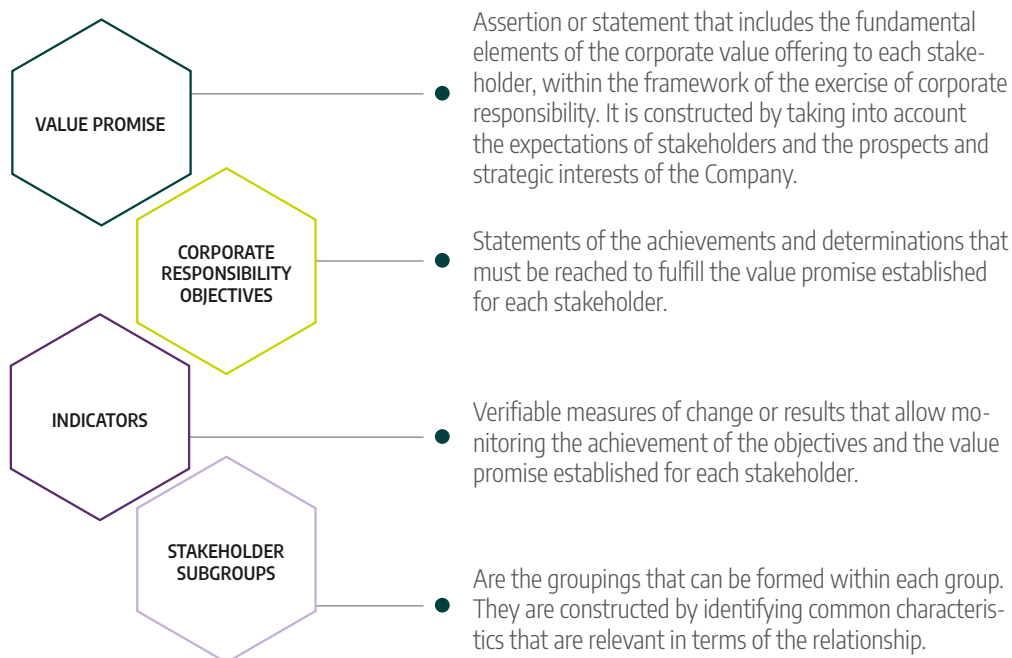 VALUE PROMISE
Assertion or statement that includes the fundamental
elements of the corporate value offering to each stake-
holder, within the framework of the exercise of corporate
responsibility. It is constructed by taking into account
the expectations of stakeholders and the prospects and
strategic interests of the Company.
CORPORATE
RESPONSIBILITY
OBJECTIVES
Statements of the achievements and determinations that
must be reached to fulfill the value promise established
for each stakeholder.
INDICATORS
Verifiable measures of change or results that allow mo-
nitoring the achievement of the objectives and the value
promise established for each stakeholder.
STAKEHOLDER
SUBGROUPS
Are the groupings that can be formed within each group.
They are constructed by identifying common characteris-
tics that are relevant in terms of the relationship.